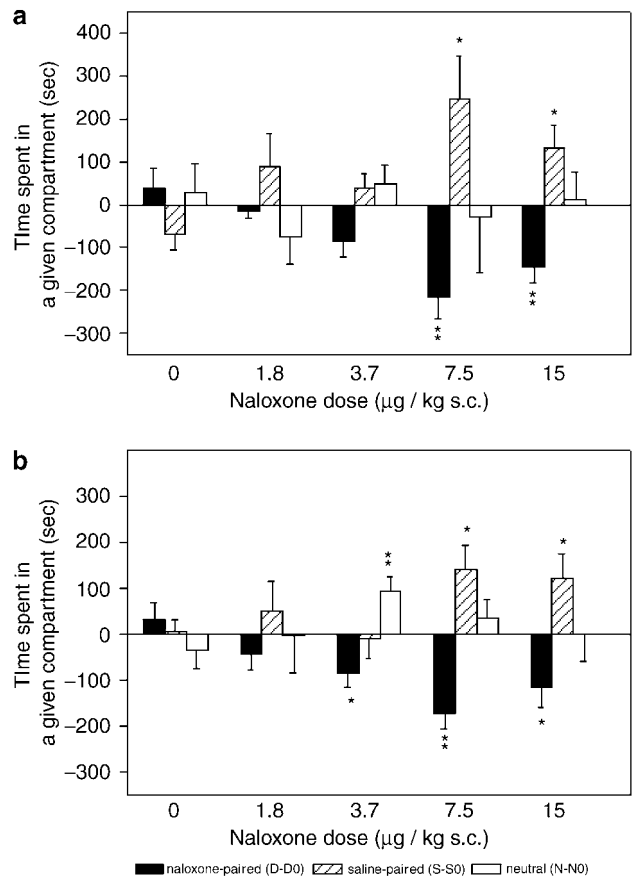 a
TIme spent in
a given compartment (sec)
400
300
200
100
0
−100
−200
−300
*
*
**
**
0 1.8 3.7 7.5 15
Naloxone dose (μg / kg s.c.)
b
TIme spent in
a given compartment (sec)
300
200
100
0
−100
−200
−300
**
*
*
*
**
*
0 1.8 3.7 7.5 15
Naloxone dose (μg / kg s.c.)
naloxone-paired (D-D0) saline-paired (S-S0) neutral (N-N0)